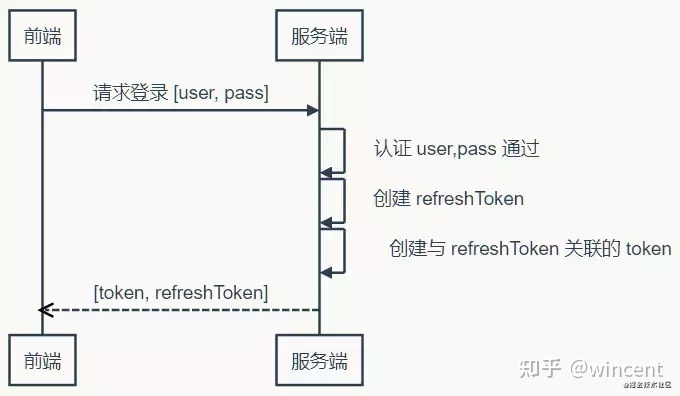 前端 服务端
请求登录 [user, pass]
认证 user,pass 通过
创建 refreshToken
创建与 refreshToken 关联的 token
[token, refreshToken]
前端 服务端
知乎 @wincent
@掘金技术社区